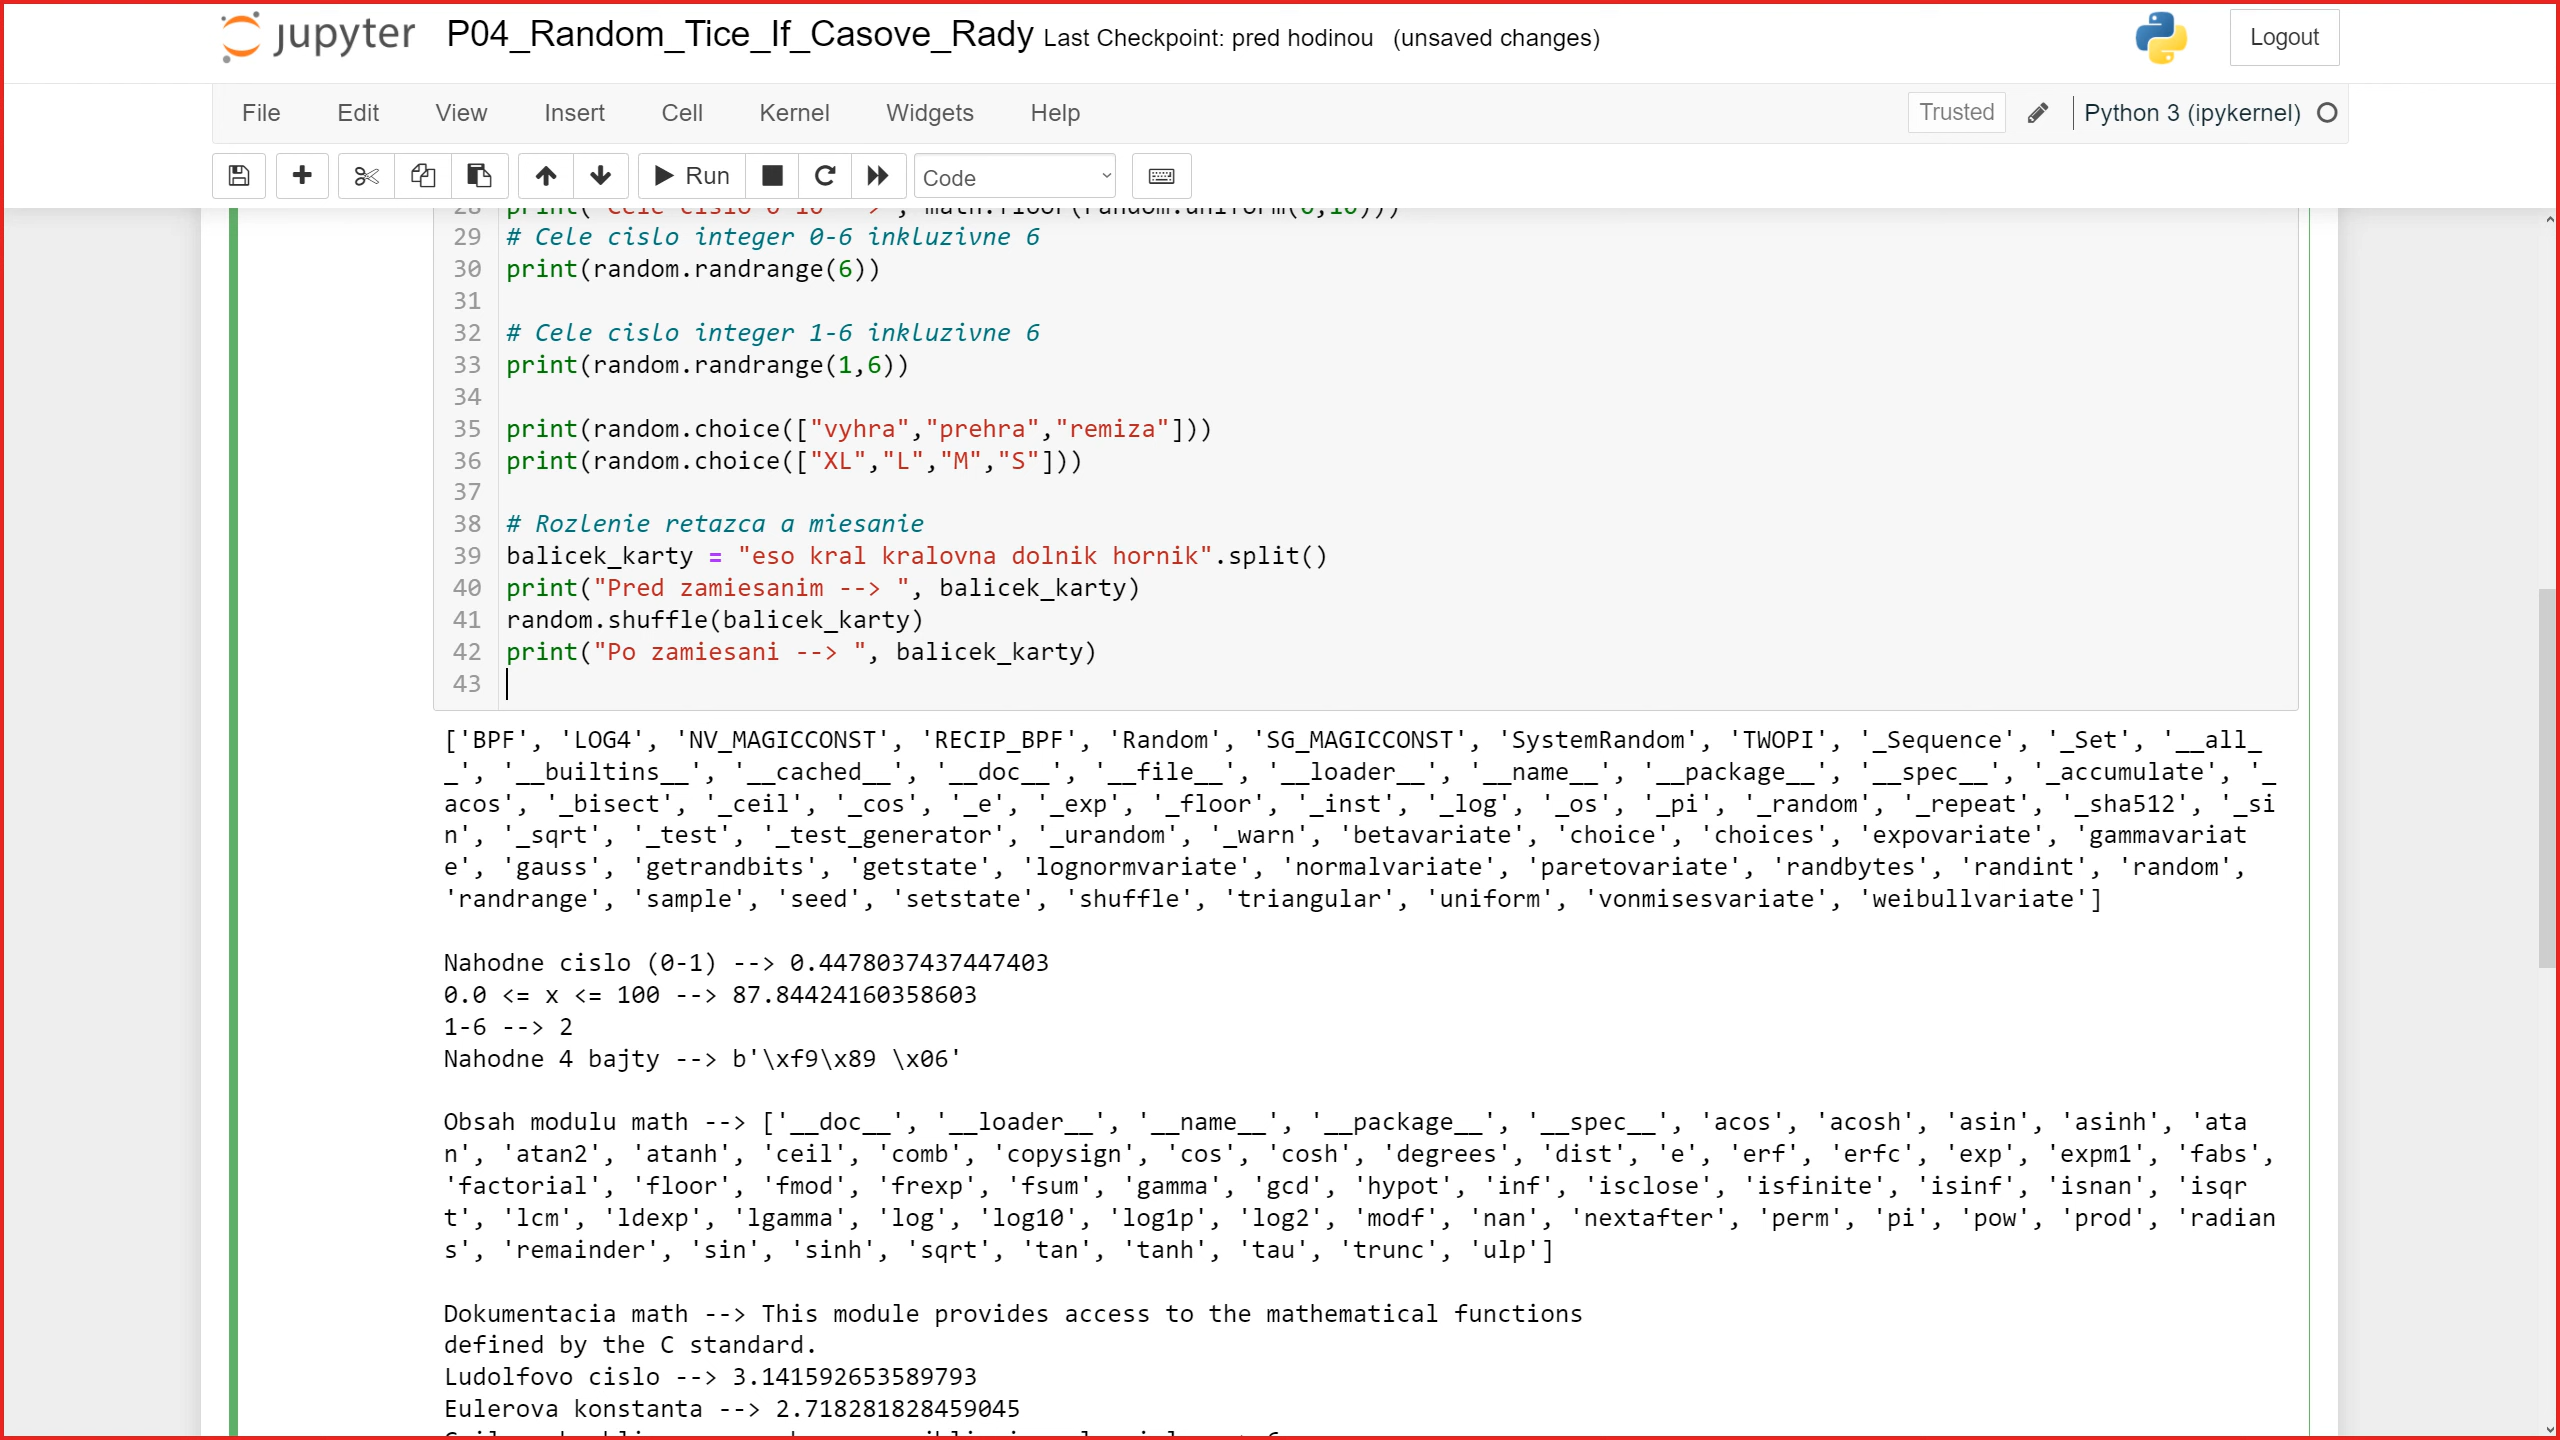 jupyter P04_Random_Tice_If_Casove_Rady Last Checkpoint: pred hodinou (unsaved changes) Logout
File Edit View Insert Cell Kernel Widgets Help Trusted Python 3 (ipykernel)
Run Code
28 print("Cele cislo 0-10 --> ", math.floor(random.uniform(0,10)))
29 # Cele cislo integer 0-6 inkluzivne 6
30 print(random.randrange(6))
31
32 # Cele cislo integer 1-6 inkluzivne 6
33 print(random.randrange(1,6))
34
35 print(random.choice(["vyhra","prehra","remiza"]))
36 print(random.choice(["XL","L","M","S"]))
37
38 # Rozlenie retazca a miesanie
39 balicek_karty = "eso kral kralovna dolnik hornik".split()
40 print("Pred zamiesanim --> ", balicek_karty)
41 random.shuffle(balicek_karty)
42 print("Po zamiesani --> ", balicek_karty)
43
['BPF', 'LOG4', 'NV_MAGICCONST', 'RECIP_BPF', 'Random', 'SG_MAGICCONST', 'SystemRandom', 'TWOPI', '_Sequence', '_Set', '__all_
_', '__builtins__', '__cached__', '__doc__', '__file__', '__loader__', '__name__', '__package__', '__spec__', '_accumulate', '_
acos', '_bisect', '_ceil', '_cos', '_e', '_exp', '_floor', '_inst', '_log', '_os', '_pi', '_random', '_repeat', '_sha512', '_si
n', '_sqrt', '_test', '_test_generator', '_urandom', '_warn', 'betavariate', 'choice', 'choices', 'expovariate', 'gammavariat
e', 'gauss', 'getrandbits', 'getstate', 'lognormvariate', 'normalvariate', 'paretovariate', 'randbytes', 'randint', 'random',
'randrange', 'sample', 'seed', 'setstate', 'shuffle', 'triangular', 'uniform', 'vonmisesvariate', 'weibullvariate']
Nahodne cislo (0-1) --> 0.4478037437447403
0.0 <= x <= 100 --> 87.84424160358603
1-6 --> 2
Nahodne 4 bajty --> b'\xf9\x89 \x06'
Obsah modulu math --> ['__doc__', '__loader__', '__name__', '__package__', '__spec__', 'acos', 'acosh', 'asin', 'asinh', 'ata
n', 'atan2', 'atanh', 'ceil', 'comb', 'copysign', 'cos', 'cosh', 'degrees', 'dist', 'e', 'erf', 'erfc', 'exp', 'expm1', 'fabs',
'factorial', 'floor', 'fmod', 'frexp', 'fsum', 'gamma', 'gcd', 'hypot', 'inf', 'isclose', 'isfinite', 'isinf', 'isnan', 'isqr
t', 'lcm', 'ldexp', 'lgamma', 'log', 'log10', 'log1p', 'log2', 'modf', 'nan', 'nextafter', 'perm', 'pi', 'pow', 'prod', 'radian
s', 'remainder', 'sin', 'sinh', 'sqrt', 'tan', 'tanh', 'tau', 'trunc', 'ulp']
Dokumentacia math --> This module provides access to the mathematical functions
defined by the C standard.
Ludolfovo cislo --> 3.141592653589793
Eulerova konstanta --> 2.718281828459045